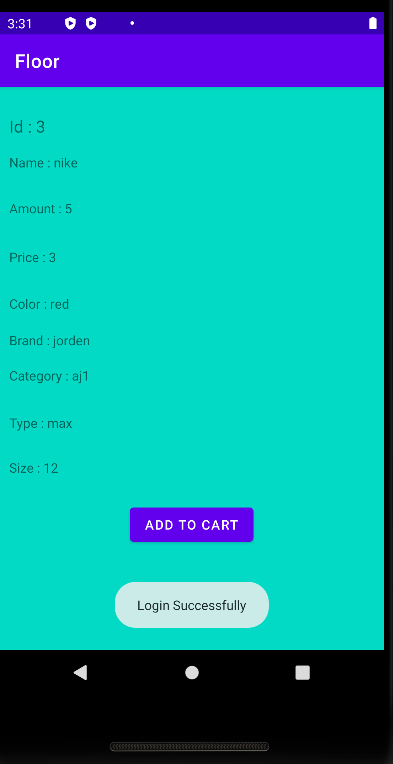 3:31
Floor
Id : 3
Name : nike
Amount : 5
Price : 3
Color : red
Brand : jorden
Category : aj1
Type : max
Size : 12
ADD TO CART
Login Successfully